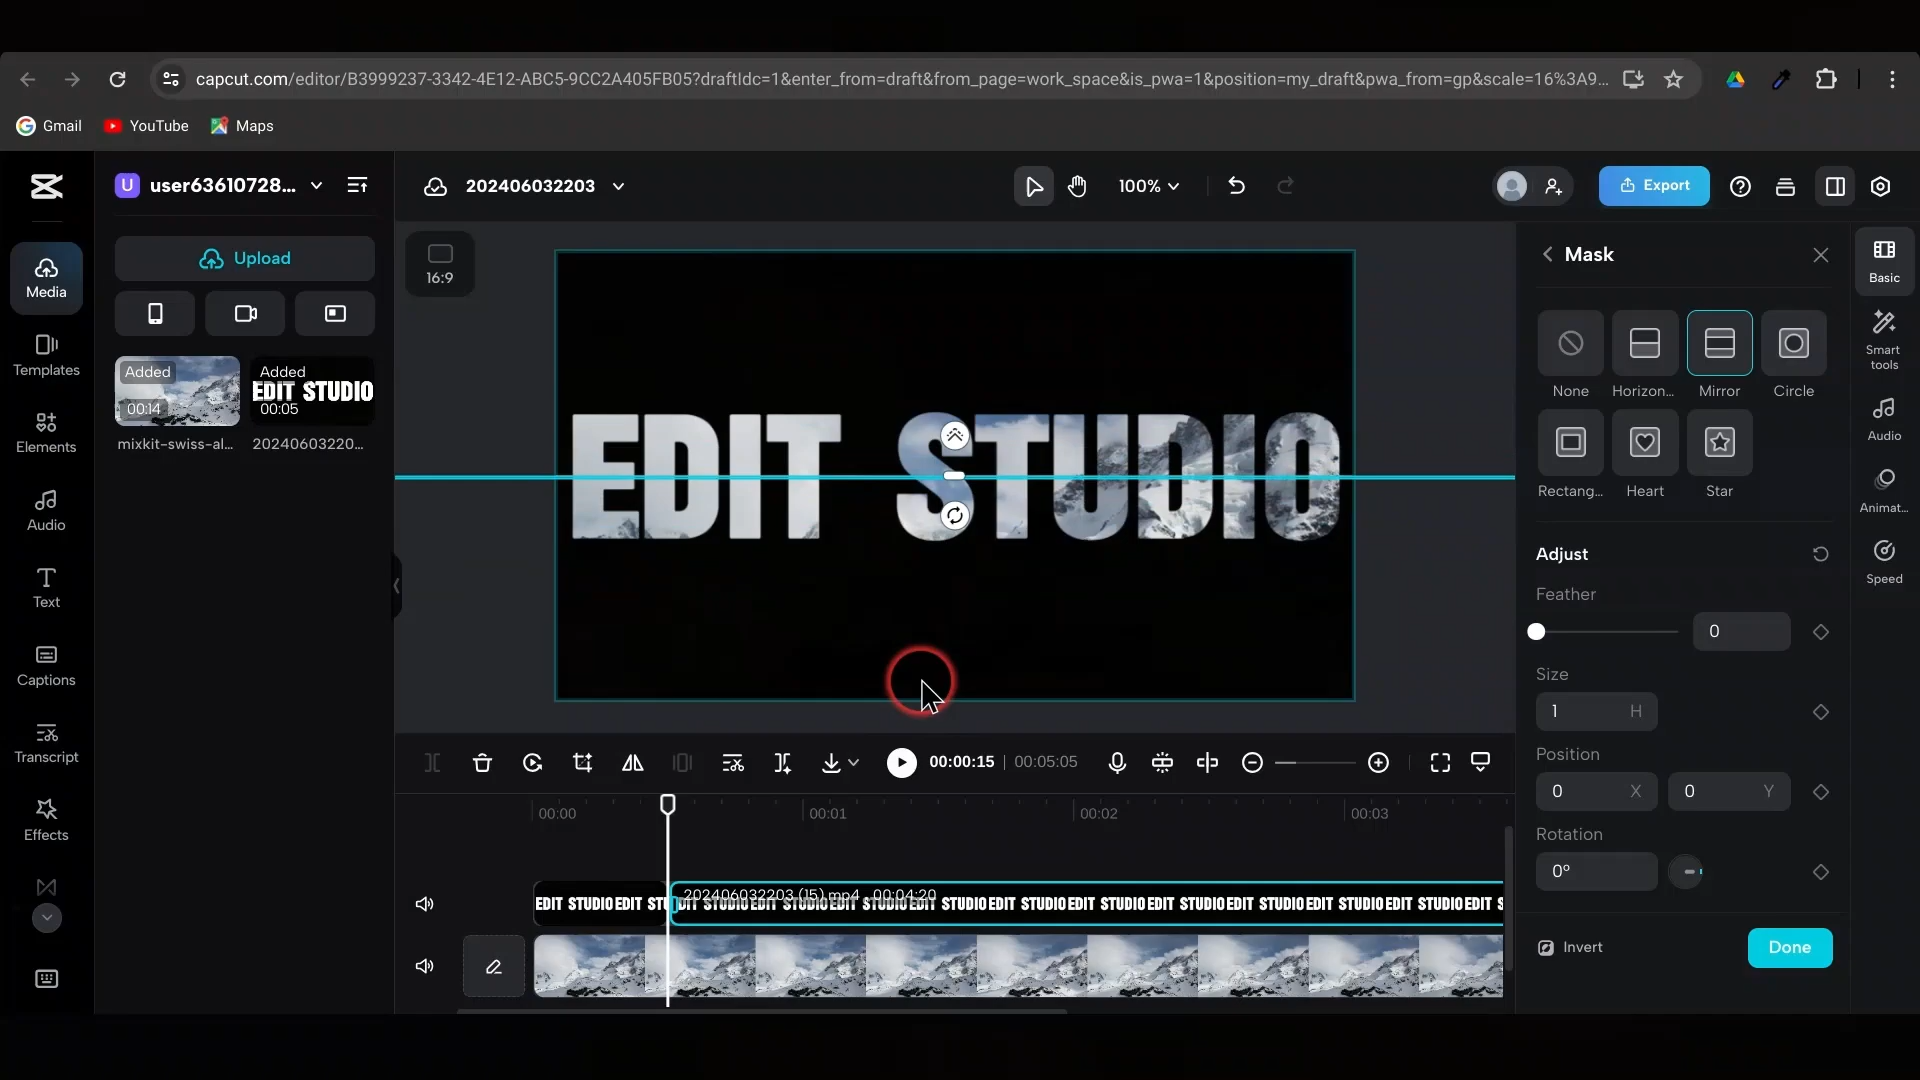 capcut.com/editor/B3999237-3342-4E12-ABC5-9CC2A405FB05?draftIdc=1&enter_from=draft&from_page=work_space&is_pwa=1&position=my_draft&pwa_from=gp&scale=16%3A9...
Gmail YouTube Maps
U user63610728... 202406032203 100% Export
Upload
16:9
Mask
Basic
Media
Templates
Elements
Audio
Text
Captions
Transcript
Effects
Added
00:14
mixkit-swiss-al...
Added
EDIT STUDIO
00:05
20240603220...
EDIT STUDIO
None Horizon... Mirror Circle
Rectang... Heart Star
Smart
tools
Audio
Animat...
Speed
Adjust
Feather
0
Size
1 H
Position
0 X 0 Y
Rotation
0°
Invert Done
00:00:15 | 00:05:05
00:00 00:01 00:02 00:03
202406032203 (15).mp4 00:04:20
EDIT STUDIO EDIT STU EDIT STUDIO EDIT STUDIO EDIT STUDIO EDIT STUDIO EDIT STUDIO EDIT STUDIO EDIT STUDIO EDIT STUDIO EDIT STUDIO EDIT STUDIO EDIT S